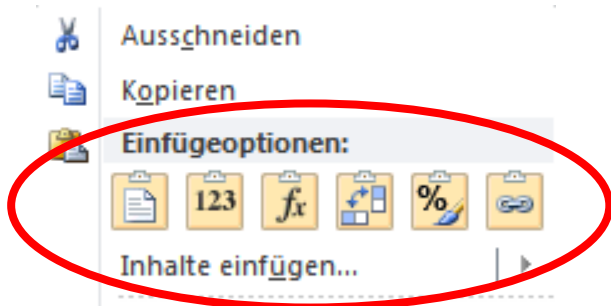 Ausschneiden
Kopieren
Einfügeoptionen:
123 fx %
Inhalte einfügen...